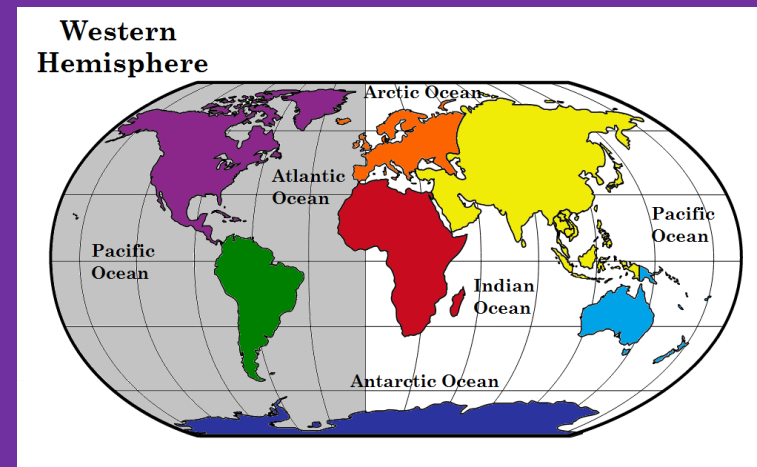 Western
Hemisphere
Arctic Ocean
Atlantic
Ocean
Pacific
Ocean
Pacific
Ocean
Indian
Ocean
Antarctic Ocean